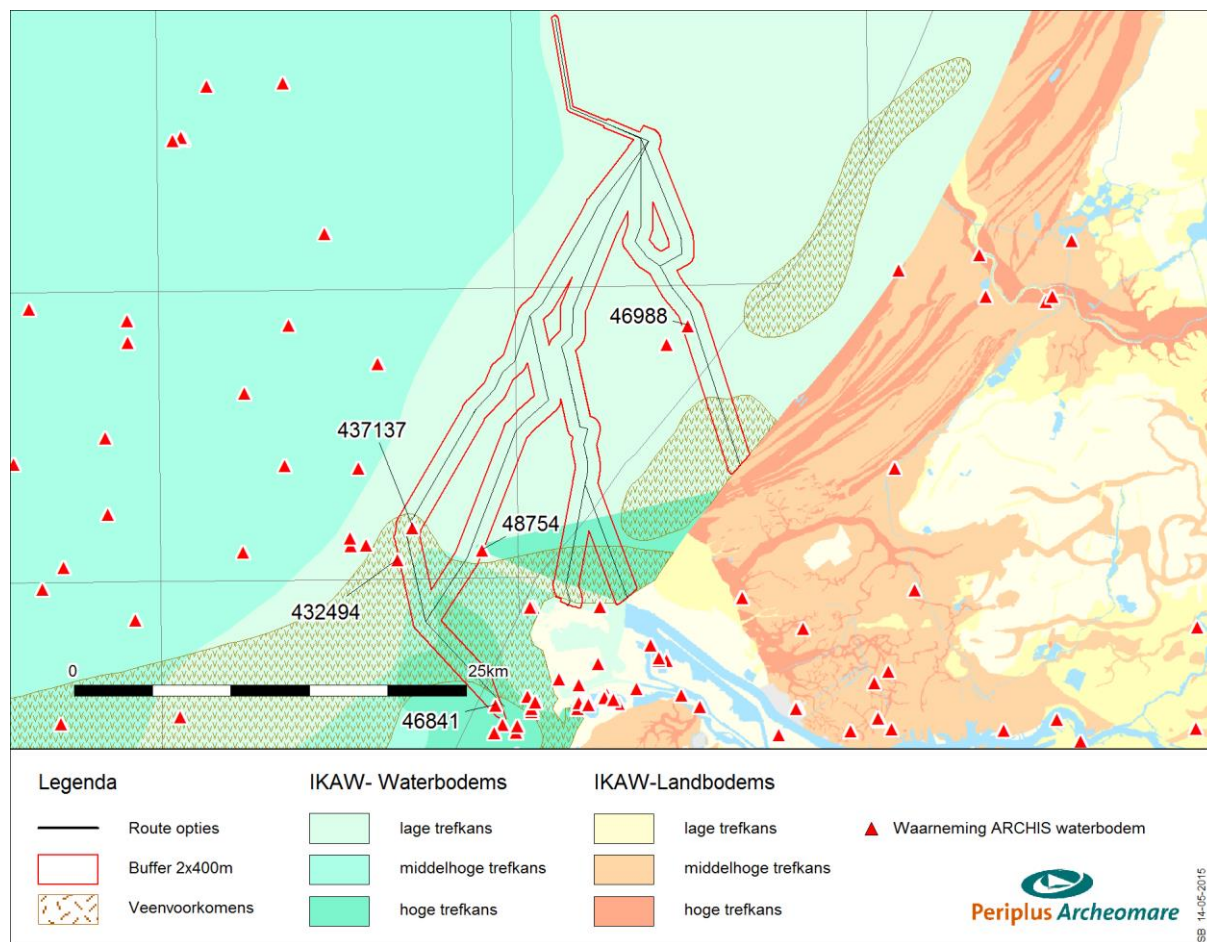 46988
437137
48754
432494
0
25km
46841
Legenda
Route opties
Buffer 2x400m
Veenvoorkomens
IKAW- Waterbodems
lage trefkans
middelhoge trefkans
hoge trefkans
IKAW-Landbodems
lage trefkans
middelhoge trefkans
hoge trefkans
Waarneming ARCHIS waterbodem
Periplus Archeomare
SB 14-05-2015